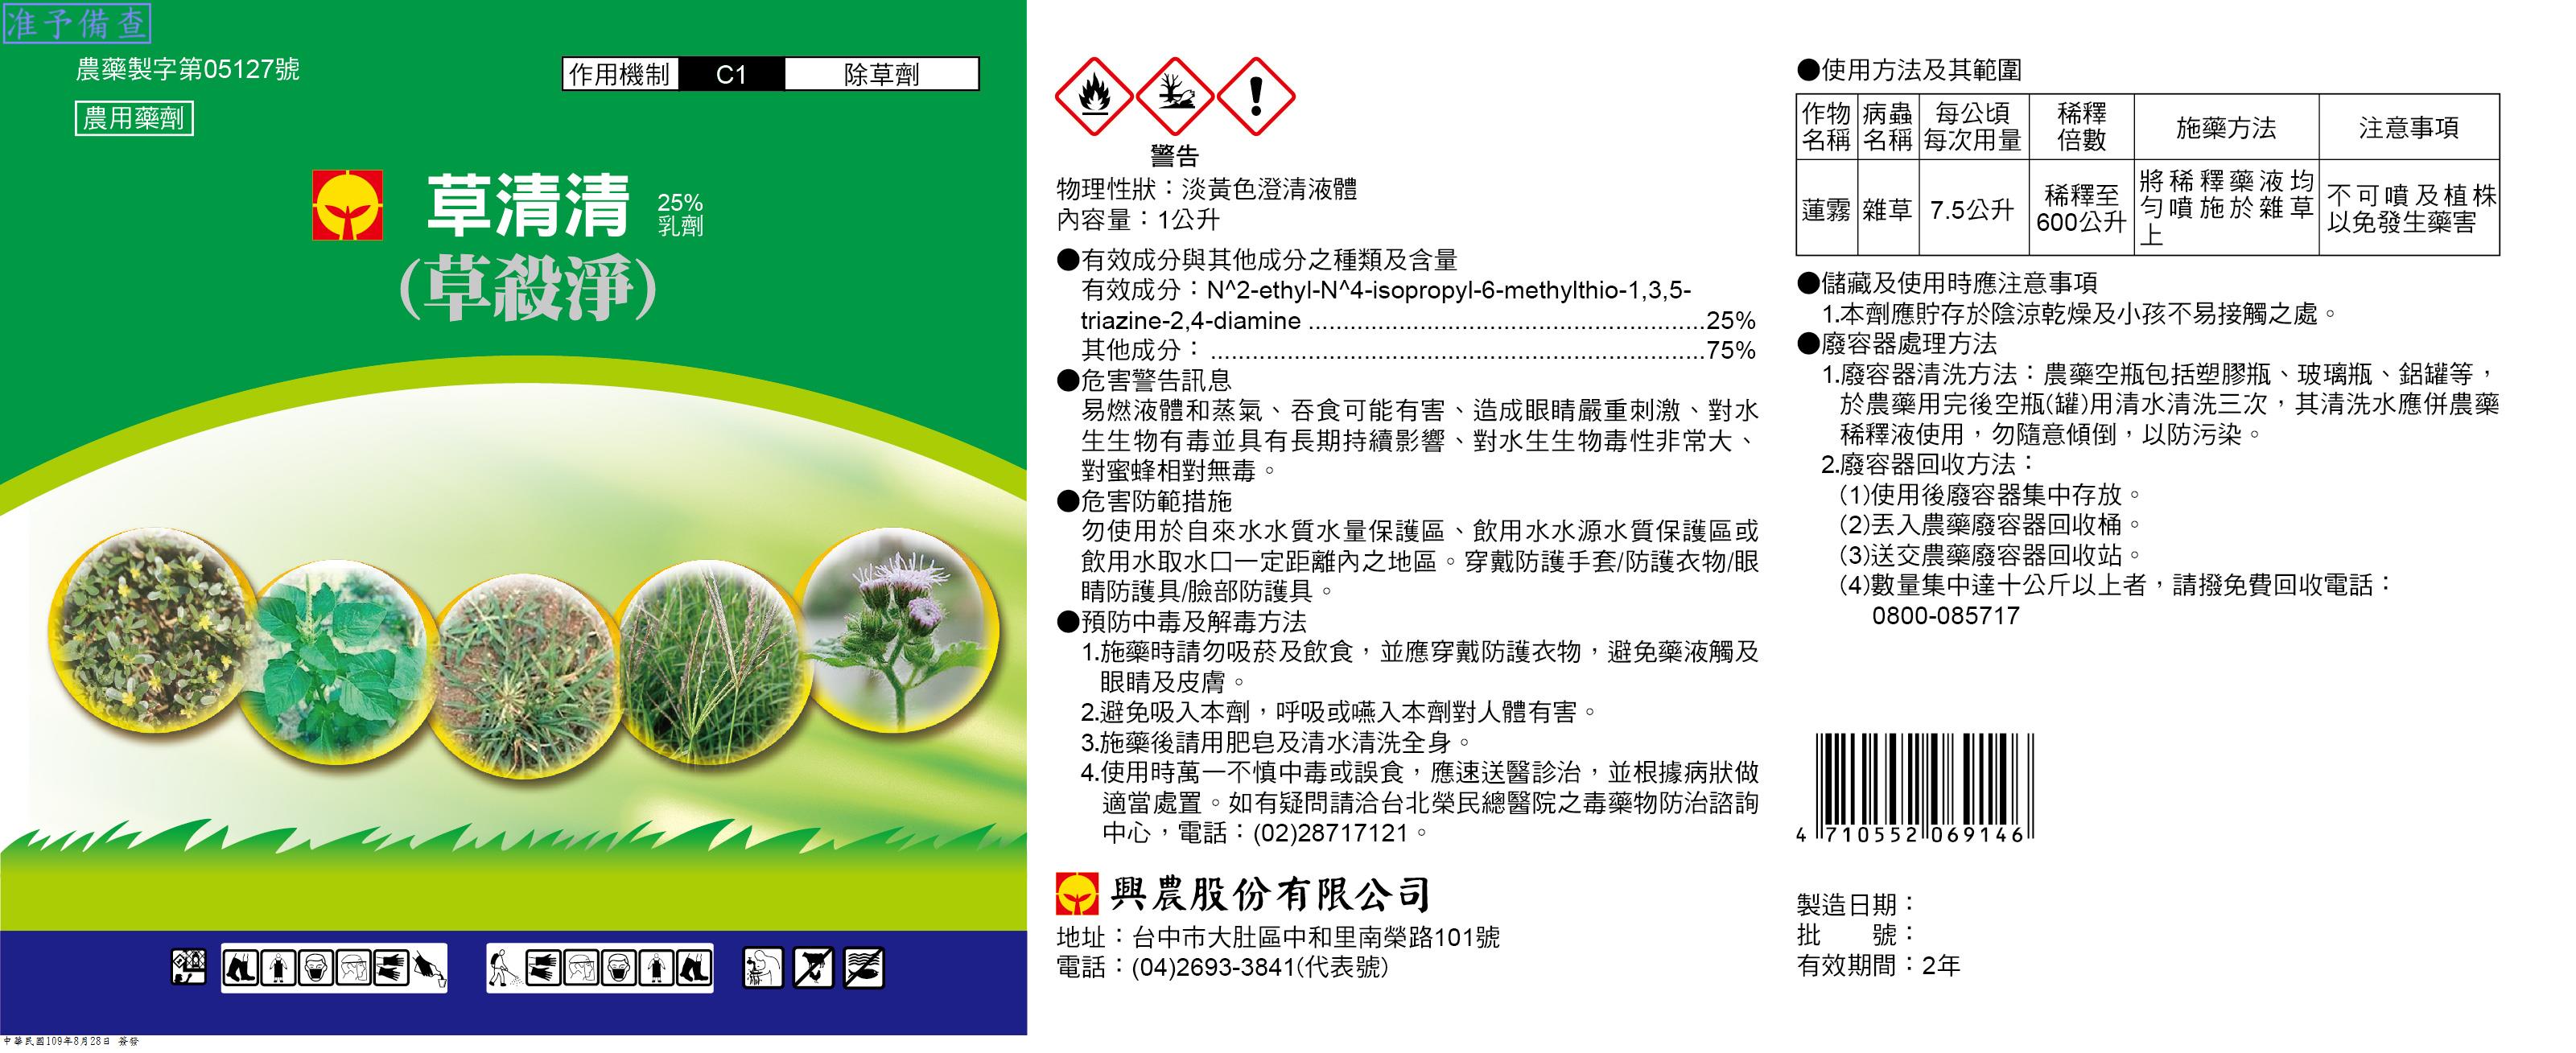 准予備查
農藥製字第05127號
作用機制 C1 除草劑
農用藥劑
草清清 25%
乳劑
(草殺淨)
中華民國109年8月28日 簽發
警告
物理性狀：淡黃色澄清液體
內容量：1公升
●有效成分與其他成分之種類及含量
有效成分：N^2-ethyl-N^4-isopropyl-6-methylthio-1,3,5-
triazine-2,4-diamine ........................................................25%
其他成分：......................................................................75%
●危害警告訊息
易燃液體和蒸氣、吞食可能有害、造成眼睛嚴重刺激、對水
生生物有毒並具有長期持續影響、對水生生物毒性非常大、
對蜜蜂相對無毒。
●危害防範措施
勿使用於自來水水質水量保護區、飲用水水源水質保護區或
飲用水取水口一定距離內之地區。穿戴防護手套/防護衣物/眼
睛防護具/臉部防護具。
●預防中毒及解毒方法
1.施藥時請勿吸菸及飲食，並應穿戴防護衣物，避免藥液觸及
眼睛及皮膚。
2.避免吸入本劑，呼吸或嚥入本劑對人體有害。
3.施藥後請用肥皂及清水清洗全身。
4.使用時萬一不慎中毒或誤食，應速送醫診治，並根據病狀做
適當處置。如有疑問請洽台北榮民總醫院之毒藥物防治諮詢
中心，電話：(02)28717121。
興農股份有限公司
地址：台中市大肚區中和里南榮路101號
電話：(04)2693-3841(代表號)
●使用方法及其範圍
作物名稱 病蟲名稱 每公頃每次用量 稀釋倍數 施藥方法 注意事項
蓮霧 雜草 7.5公升 稀釋至600公升 將稀釋藥液均勻噴施於雜草上 不可噴及植株以免發生藥害
●儲藏及使用時應注意事項
1.本劑應貯存於陰涼乾燥及小孩不易接觸之處。
●廢容器處理方法
1.廢容器清洗方法：農藥空瓶包括塑膠瓶、玻璃瓶、鋁罐等，
於農藥用完後空瓶(罐)用清水清洗三次，其清洗水應併農藥
稀釋液使用，勿隨意傾倒，以防污染。
2.廢容器回收方法：
(1)使用後廢容器集中存放。
(2)丟入農藥廢容器回收桶。
(3)送交農藥廢容器回收站。
(4)數量集中達十公斤以上者，請撥免費回收電話：
0800-085717
4 710552 069146
製造日期：
批　　號：
有效期間：2年